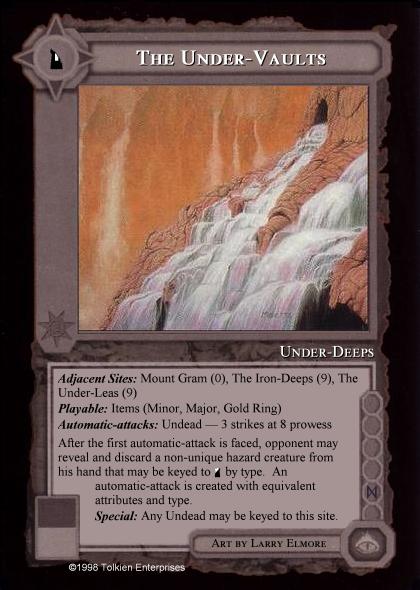 The Under-Vaults
Under-Deeps
Adjacent Sites: Mount Gram (0), The Iron-Deeps (9), The
Under-Leas (9)
Playable: Items (Minor, Major, Gold Ring)
Automatic-attacks: Undead — 3 strikes at 8 prowess
After the first automatic-attack is faced, opponent may
reveal and discard a non-unique hazard creature from
his hand that may be keyed to by type. An
automatic-attack is created with equivalent
attributes and type.
Special: Any Undead may be keyed to this site.
Art by Larry Elmore
©1998 Tolkien Enterprises